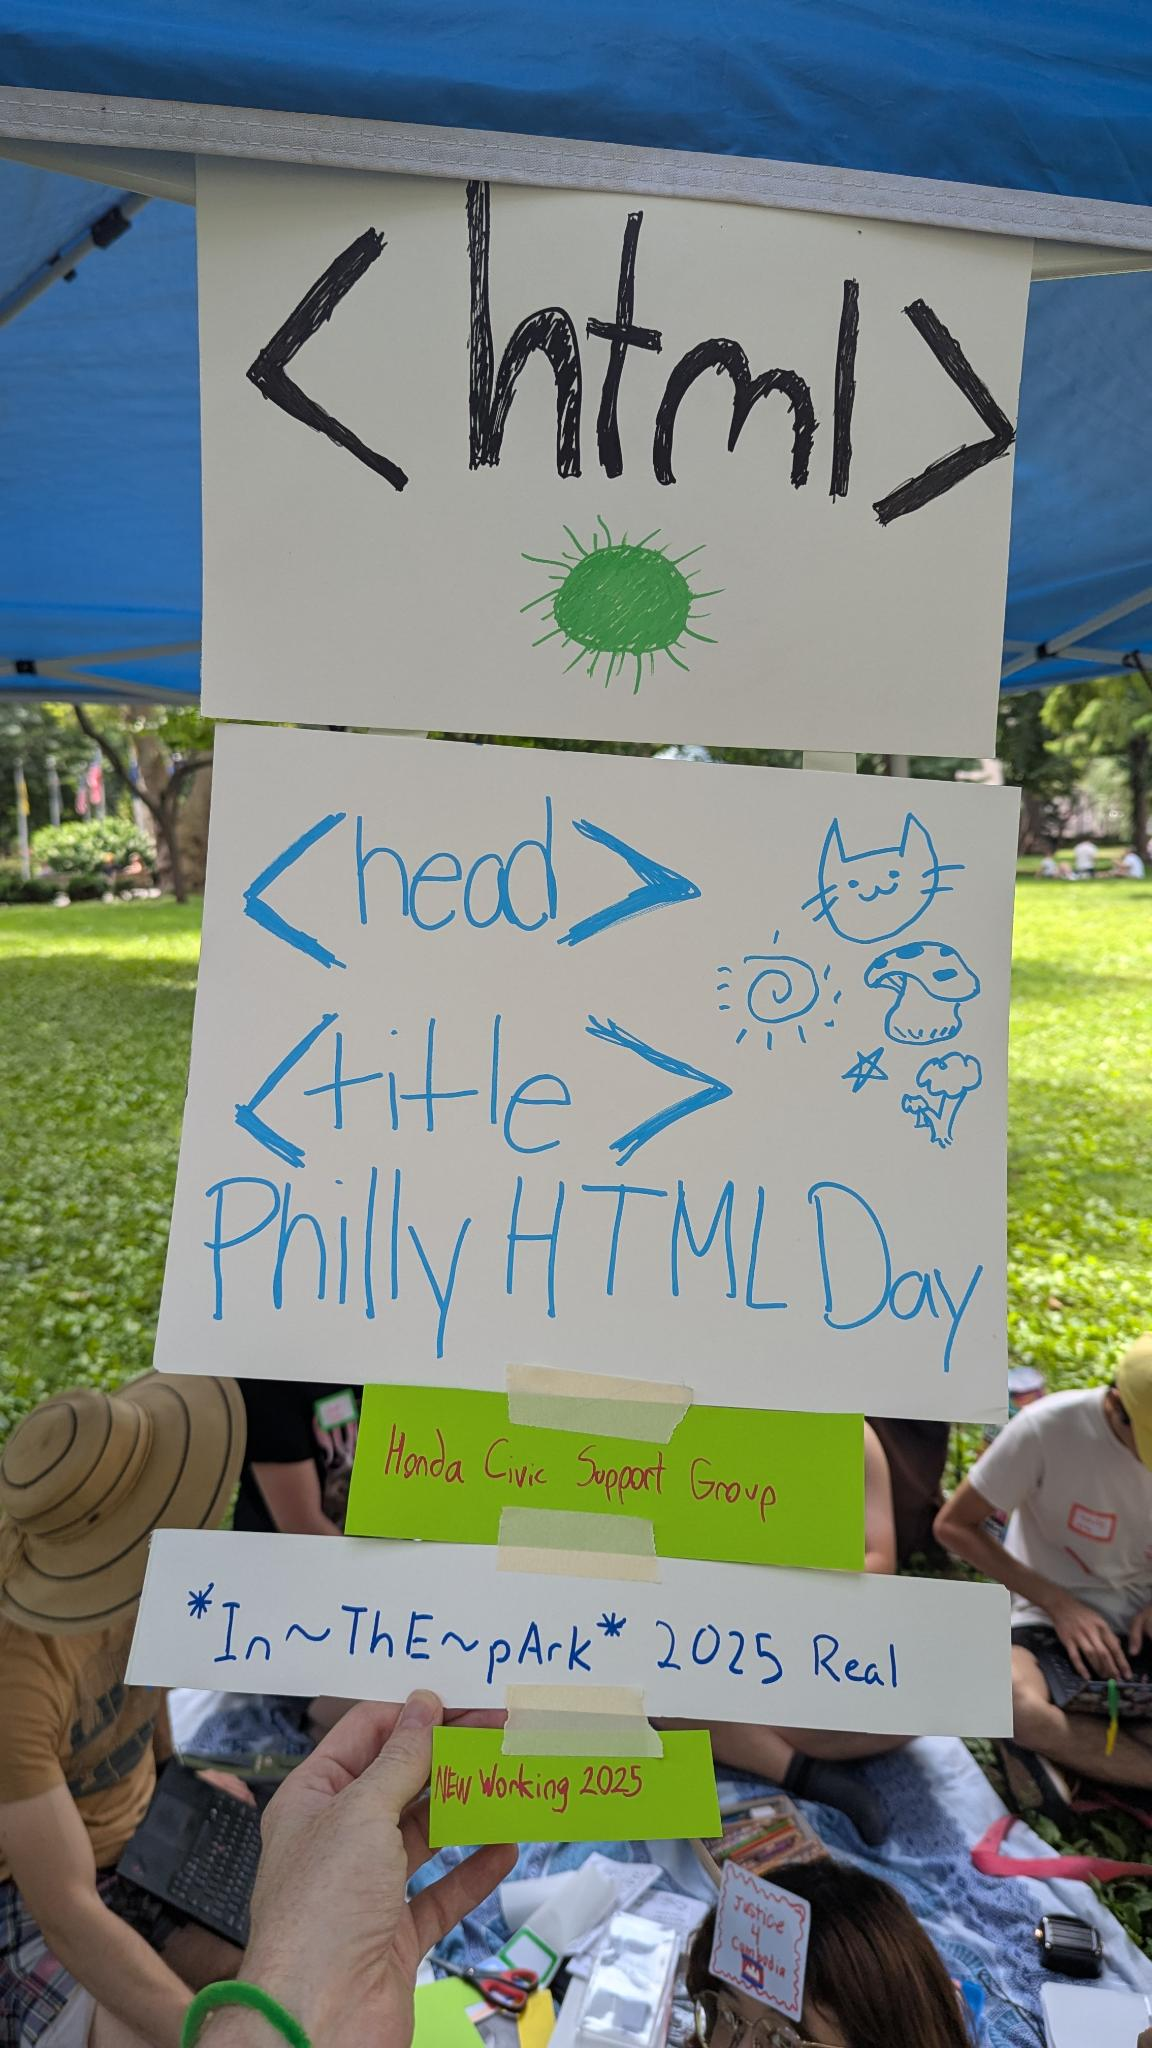 <html>
<head>
<title>
Philly HTML Day
Honda Civic Support Group
*In~ThE~pArk* 2025 Real
NEW Working 2025
Justice
4
Cambodia